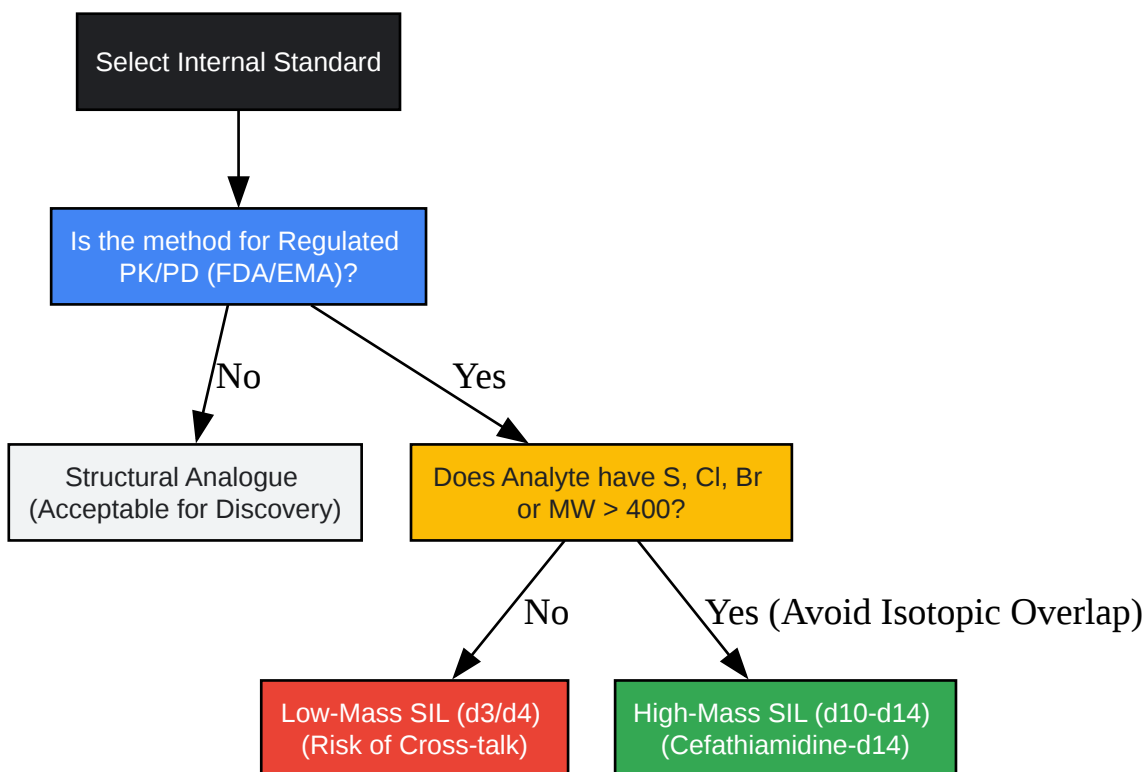 Select Internal Standard
Is the method for Regulated
PK/PD (FDA/EMA)?
No
Yes
Structural Analogue
(Acceptable for Discovery)
Does Analyte have S, Cl, Br
or MW > 400?
No
Yes (Avoid Isotopic Overlap)
Low-Mass SIL (d3/d4)
(Risk of Cross-talk)
High-Mass SIL (d10-d14)
(Cefathiamidine-d14)